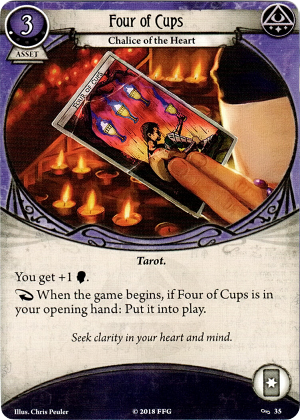 3
Four of Cups
Chalice of the Heart
ASSET
FOUR OF CUPS
Tarot.
You get +1 .
When the game begins, if Four of Cups is in
your opening hand: Put it into play.
Seek clarity in your heart and mind.
Illus. Chris Peuler
© 2018 FFG
35